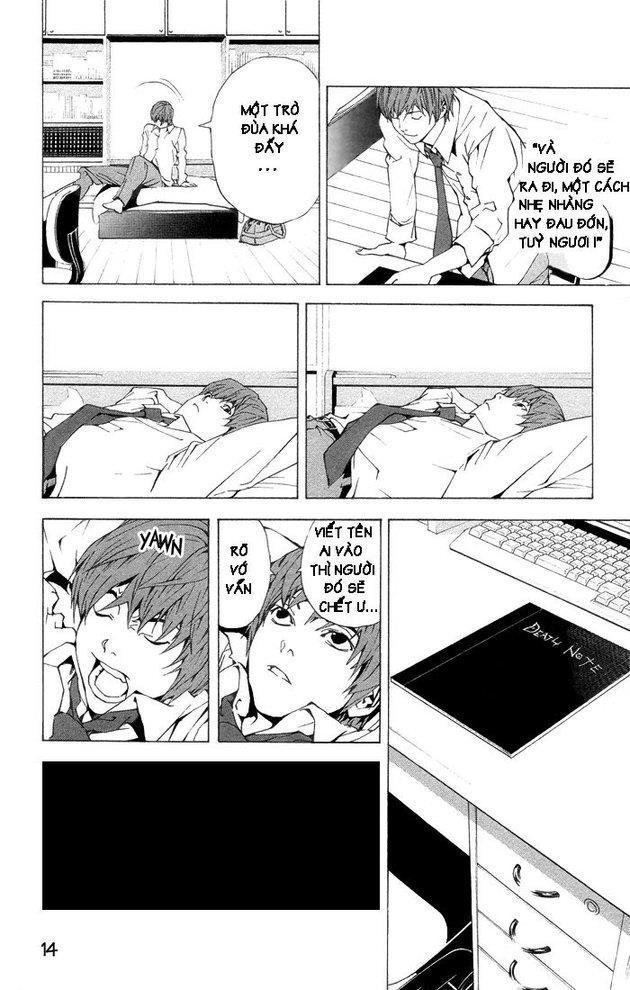 "VÀ
NGƯỜI ĐÓ SẼ
RA ĐI, MỘT CÁCH
NHẸ NHÀNG
HAY ĐAU ĐỚN,
TUỲ NGƯƠI!"
MỘT TRÒ
ĐÙA KHÁ
ĐẤY
...
DEATH NOTE
VIẾT TÊN
AI VÀO
THÌ NGƯỜI
ĐÓ SẼ
CHẾT Ư...
RÕ
VỚ
VẨN
YAWN
14